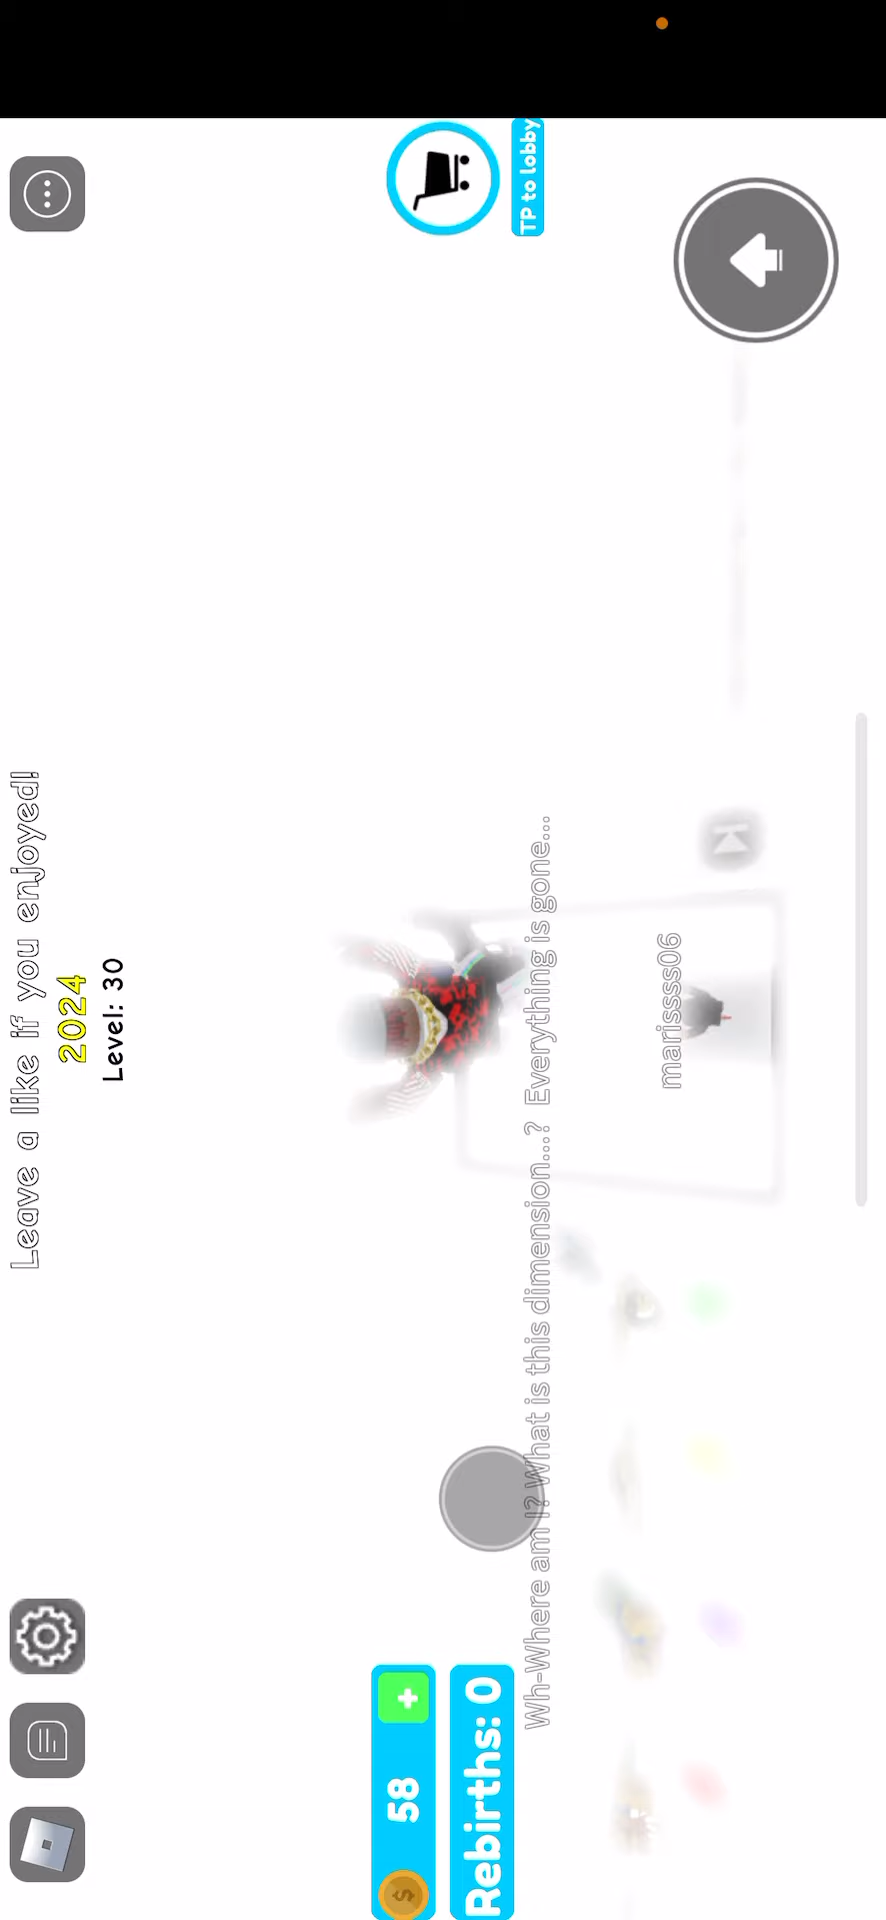 Leave a like if you enjoyed!
2024
Level: 30
TP to lobby
58
Rebirths: 0
Wh-Where am I? What is this dimension...? Everything is gone...
marissss06